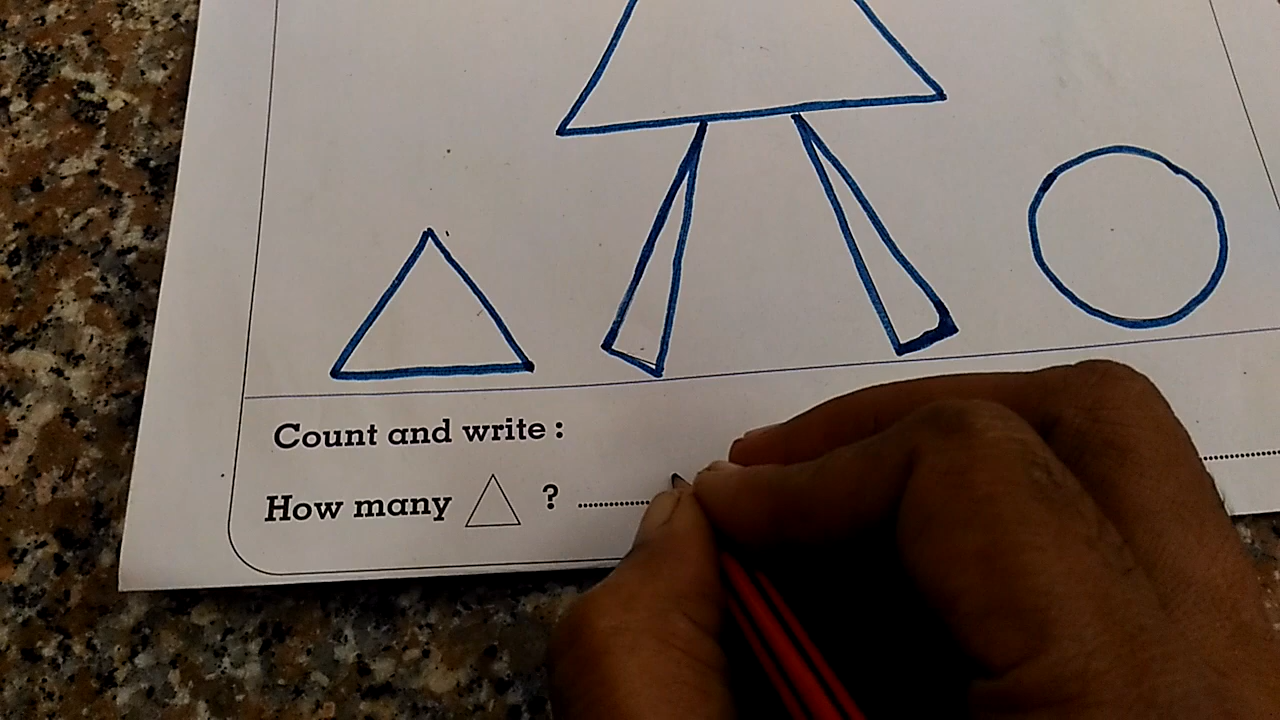 Count and write :
How many ? ..........